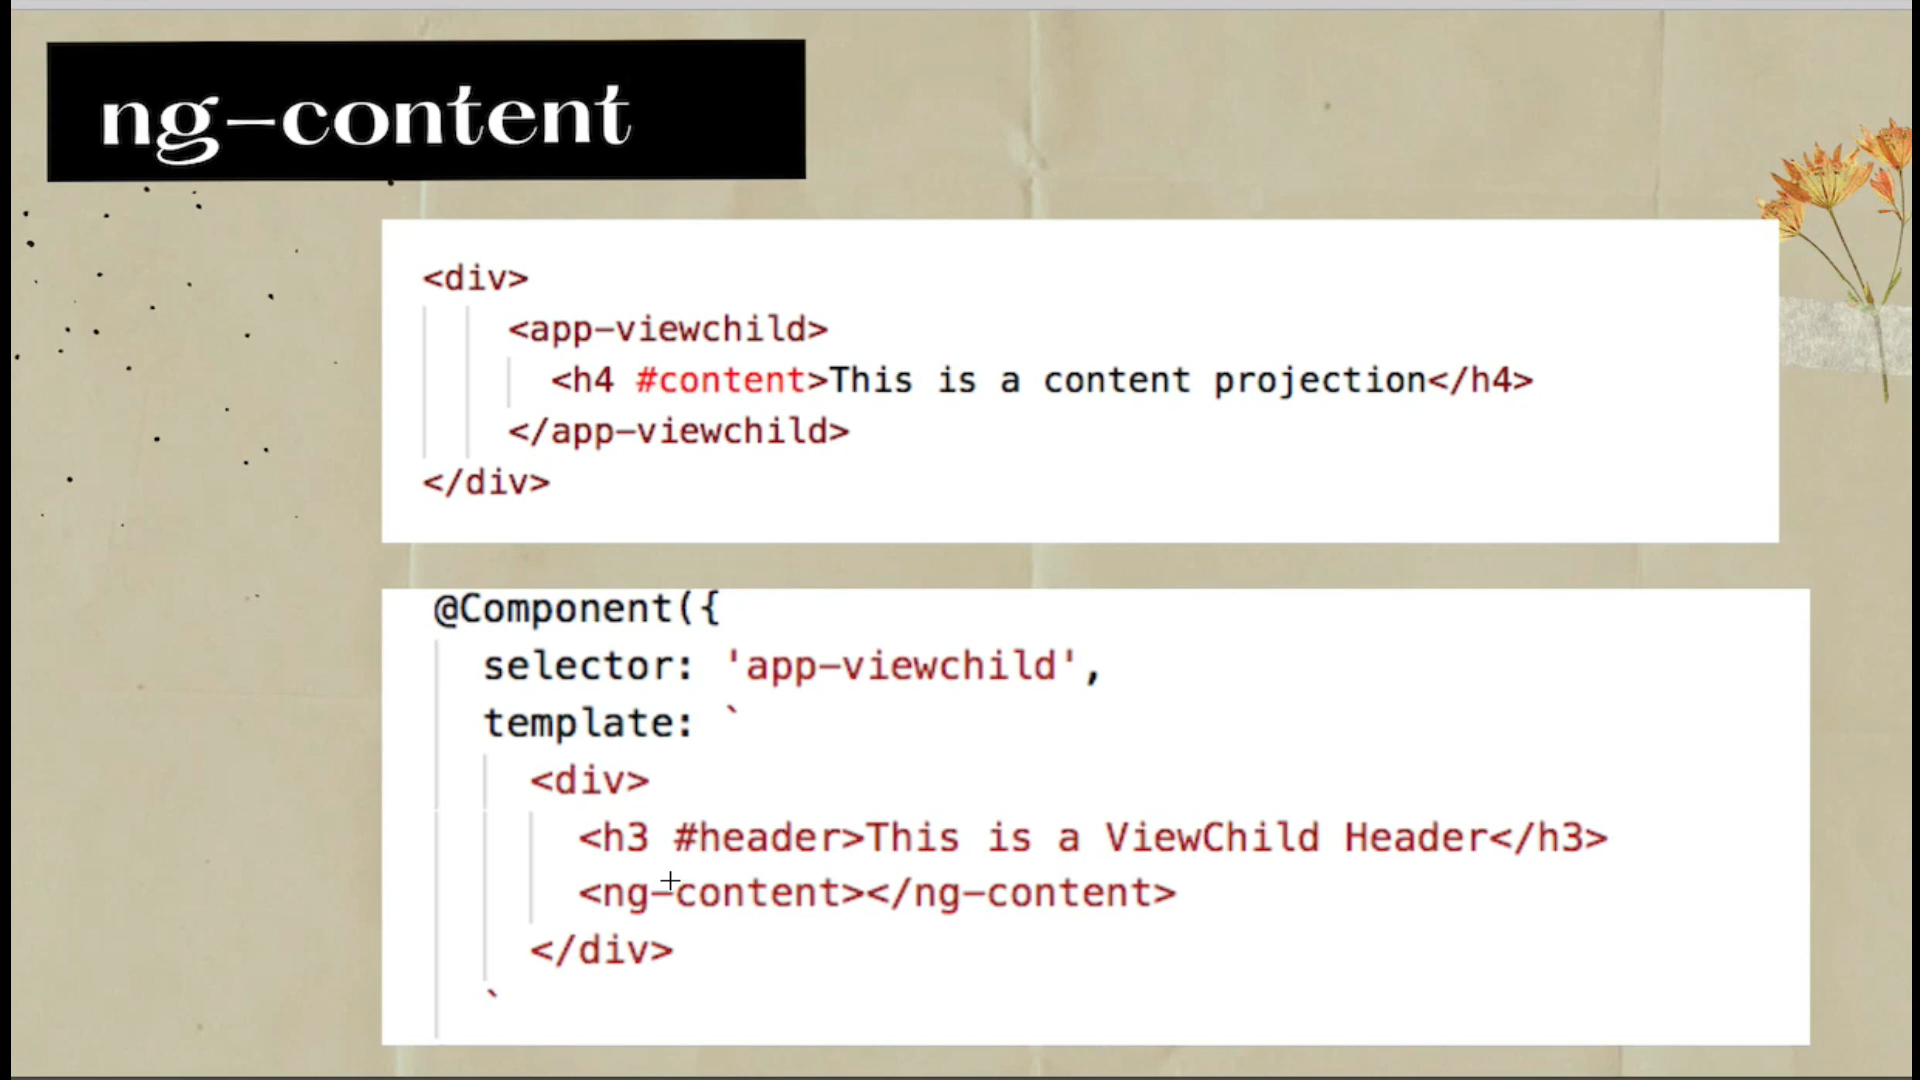 ng-content
<div>
<app-viewchild>
<h4 #content>This is a content projection</h4>
</app-viewchild>
</div>
@Component({
selector: 'app-viewchild',
template: `
<div>
<h3 #header>This is a ViewChild Header</h3>
<ng-content></ng-content>
</div>
`